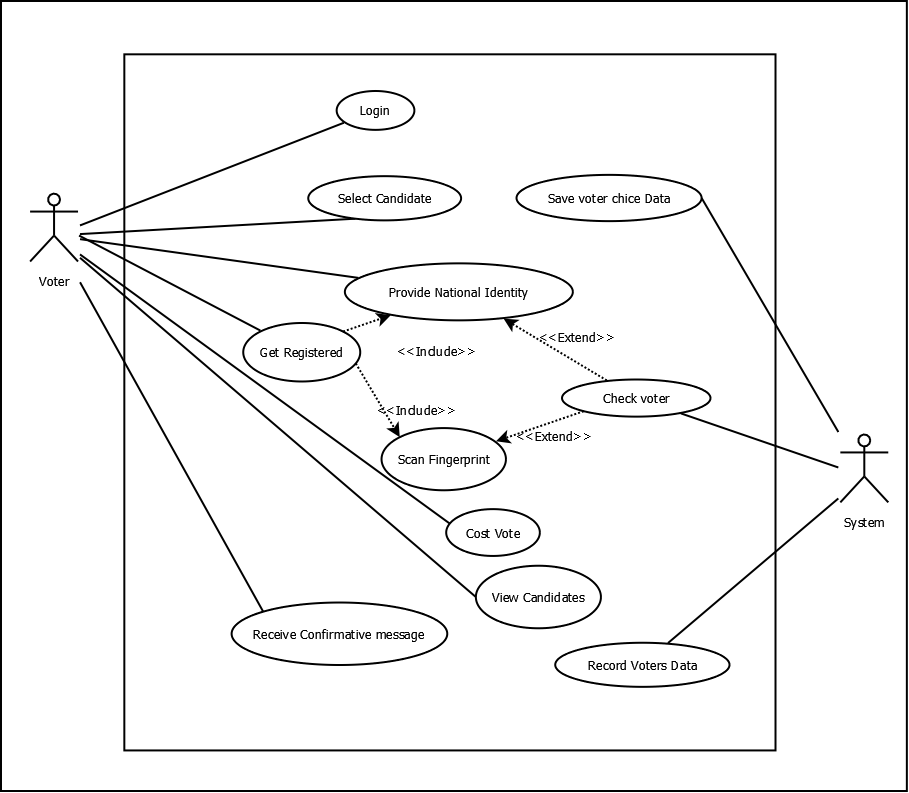 Login
Select Candidate
Save voter chice Data
Voter
Provide National Identity
<<Extend>>
Get Registered
<<Include>>
Check voter
<<Include>>
<<Extend>>
Scan Fingerprint
System
Cost Vote
View Candidates
Receive Confirmative message
Record Voters Data